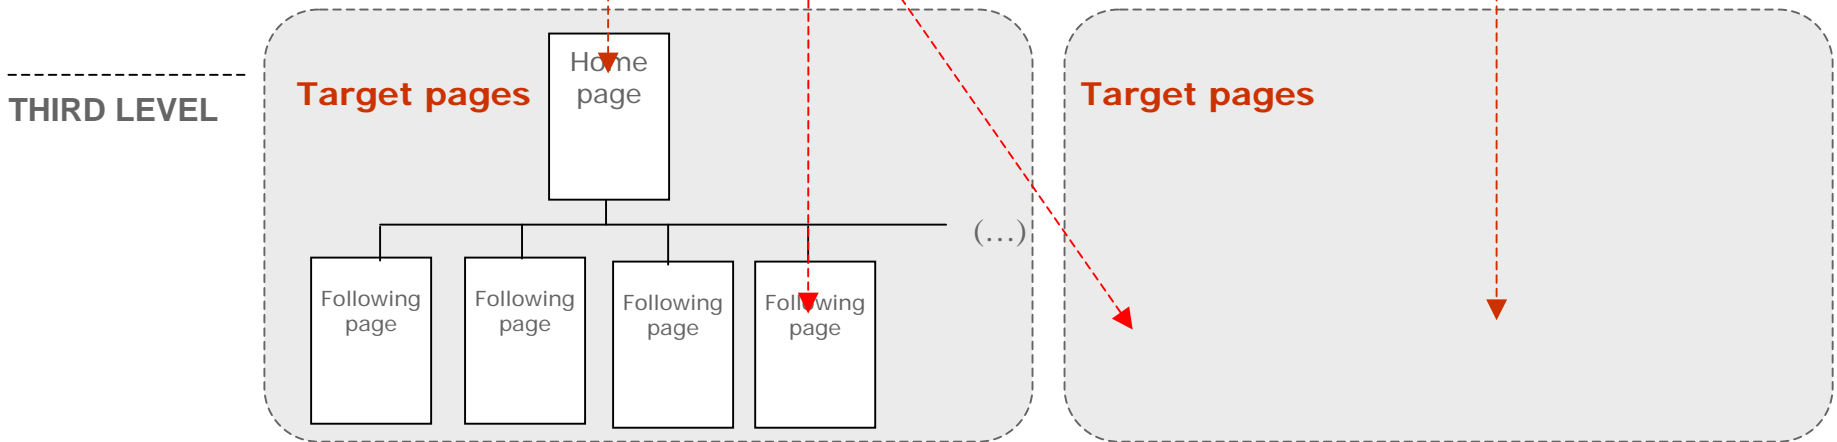 THIRD LEVEL
Target pages
Home
page
(…)
Following
page
Following
page
Following
page
Following
page
Target pages